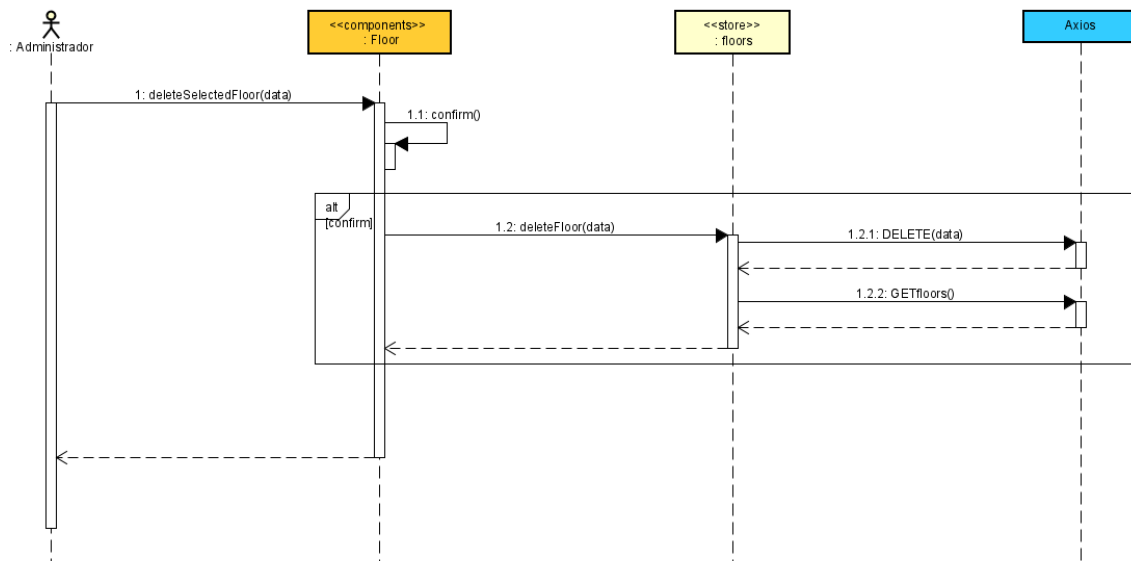 : Administrador
<<components>>
: Floor
<<store>>
: floors
Axios
1: deleteSelectedFloor(data)
1.1: confirm()
alt
[confirm]
1.2: deleteFloor(data)
1.2.1: DELETE(data)
1.2.2: GETfloors()